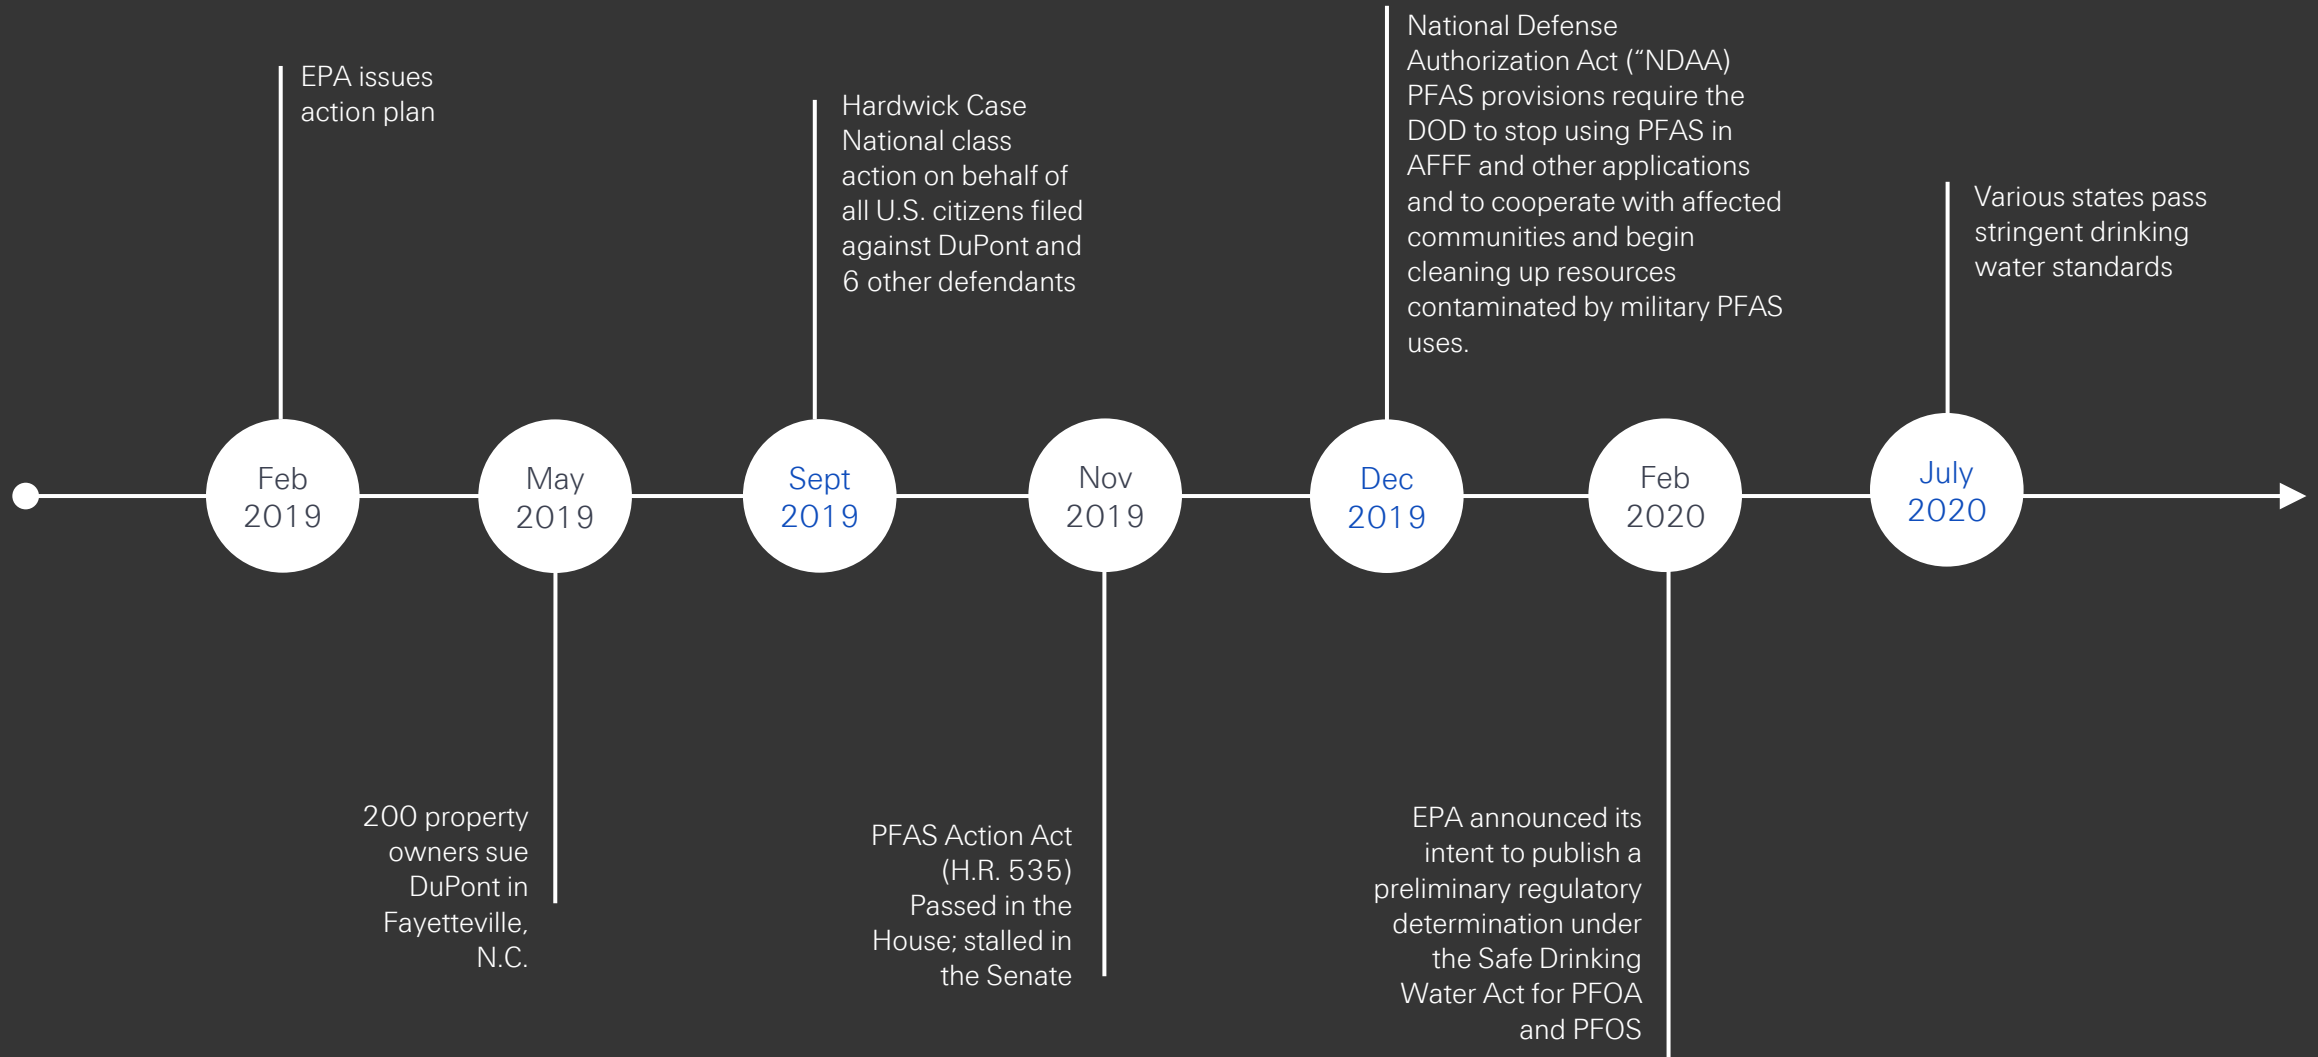 EPA issues
action plan
Hardwick Case
National class
action on behalf of
all U.S. citizens filed
against DuPont and
6 other defendants
National Defense
Authorization Act (“NDAA)
PFAS provisions require the
DOD to stop using PFAS in
AFFF and other applications
and to cooperate with affected
communities and begin
cleaning up resources
contaminated by military PFAS
uses.
Various states pass
stringent drinking
water standards
Feb
2019
May
2019
Sept
2019
Nov
2019
Dec
2019
Feb
2020
July
2020
200 property
owners sue
DuPont in
Fayetteville,
N.C.
PFAS Action Act
(H.R. 535)
Passed in the
House; stalled in
the Senate
EPA announced its
intent to publish a
preliminary regulatory
determination under
the Safe Drinking
Water Act for PFOA
and PFOS